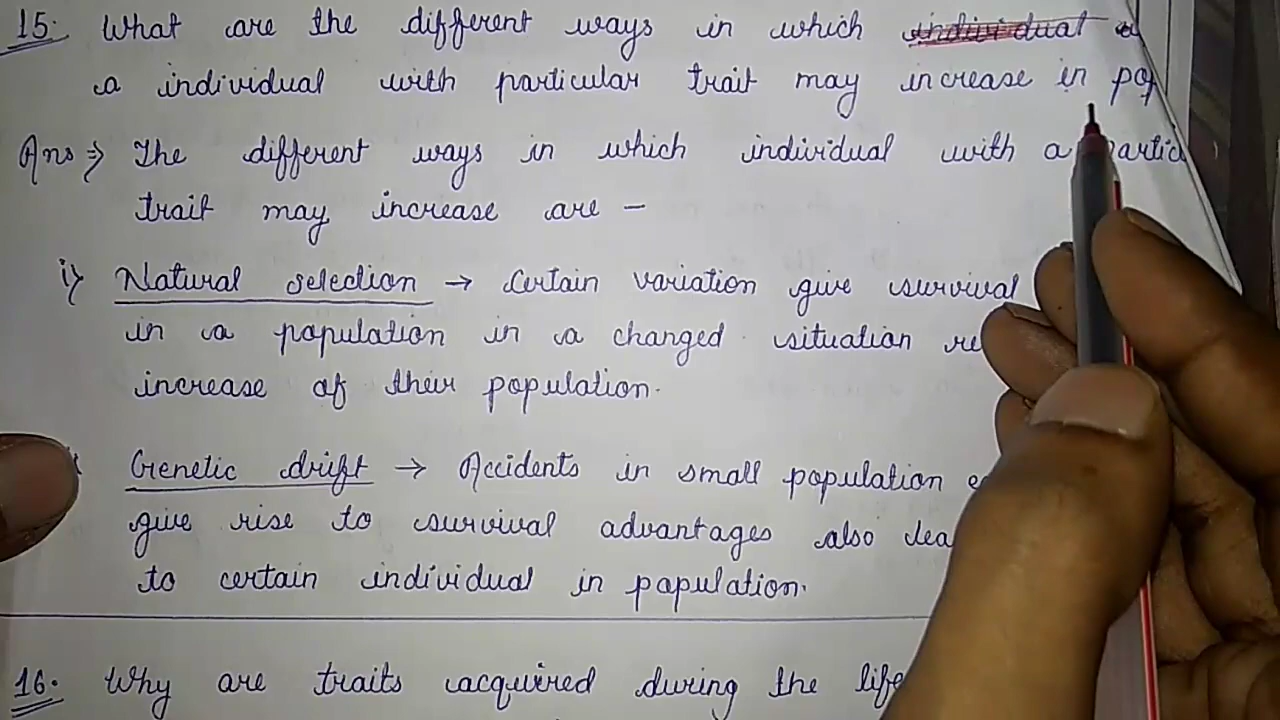 15. What are the different ways in which individual a
a individual with particular trait may increase in pop
Ans ⇒ The different ways in which individual with a partic
trait may increase are –
i) Natural selection → Certain variation give survival
in a population in a changed situation re
increase of their population.
Genetic drift → Accidents in small population
give rise to survival advantages also lea
to certain individual in population.
16. Why are traits acquired during the life